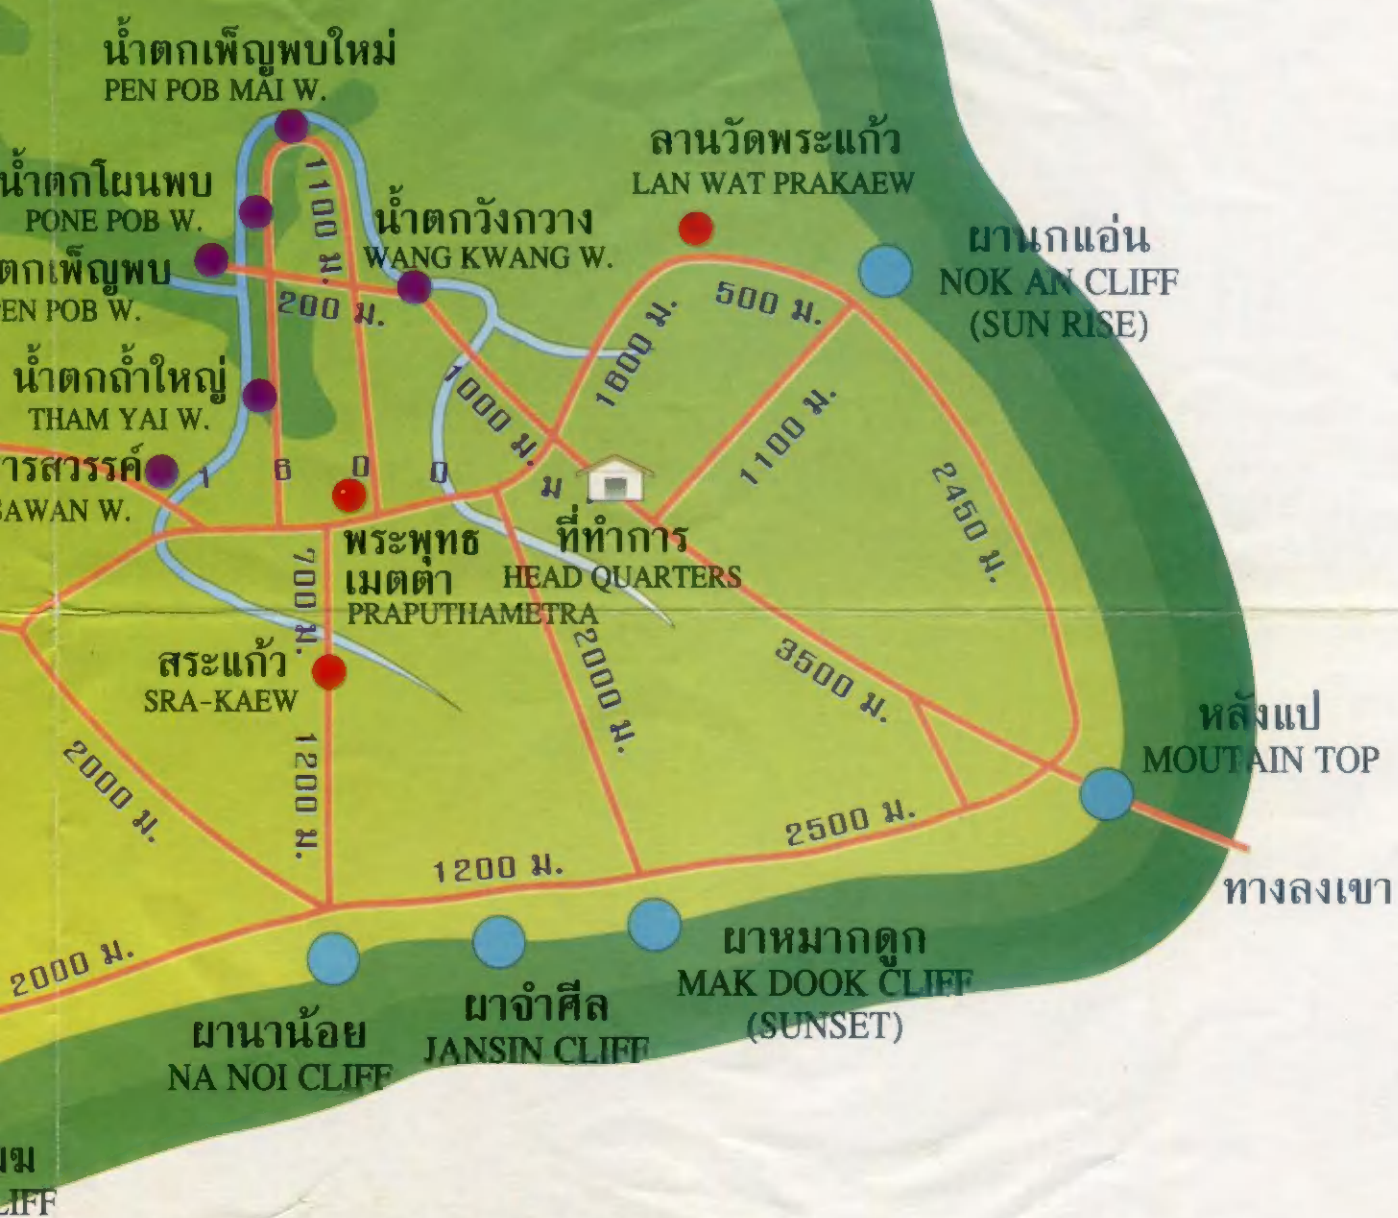 น้ำตกเพ็ญพบใหม่
PEN POB MAI W.
ลานวัดพระแก้ว
LAN WAT PRAKAEW
น้ำตกโผนพบ
PONE POB W.
1100 ม.
น้ำตกวังกวาง
WANG KWANG W.
ผานกแอ่น
NOK AN CLIFF
(SUN RISE)
ตกเพ็ญพบ
EN POB W.
200 ม.
500 ม.
1600 ม.
น้ำตกถ้ำใหญ่
THAM YAI W.
1000 ม.
1100 ม.
ารสวรรค์
SAWAN W.
1 6 0 0 ม.
2450 ม.
พระพุทธ
เมตตา
PRAPUTHAMETRA
ที่ทำการ
HEAD QUARTERS
700 ม.
สระแก้ว
SRA-KAEW
2000 ม.
3500 ม.
หลังแป
MOUTAIN TOP
2000 ม.
1200 ม.
2500 ม.
1200 ม.
ทางลงเขา
2000 ม.
ผาหมากดูก
MAK DOOK CLIFF
(SUNSET)
ผาจำศีล
JANSIN CLIFF
ผานาน้อย
NA NOI CLIFF
LIFF